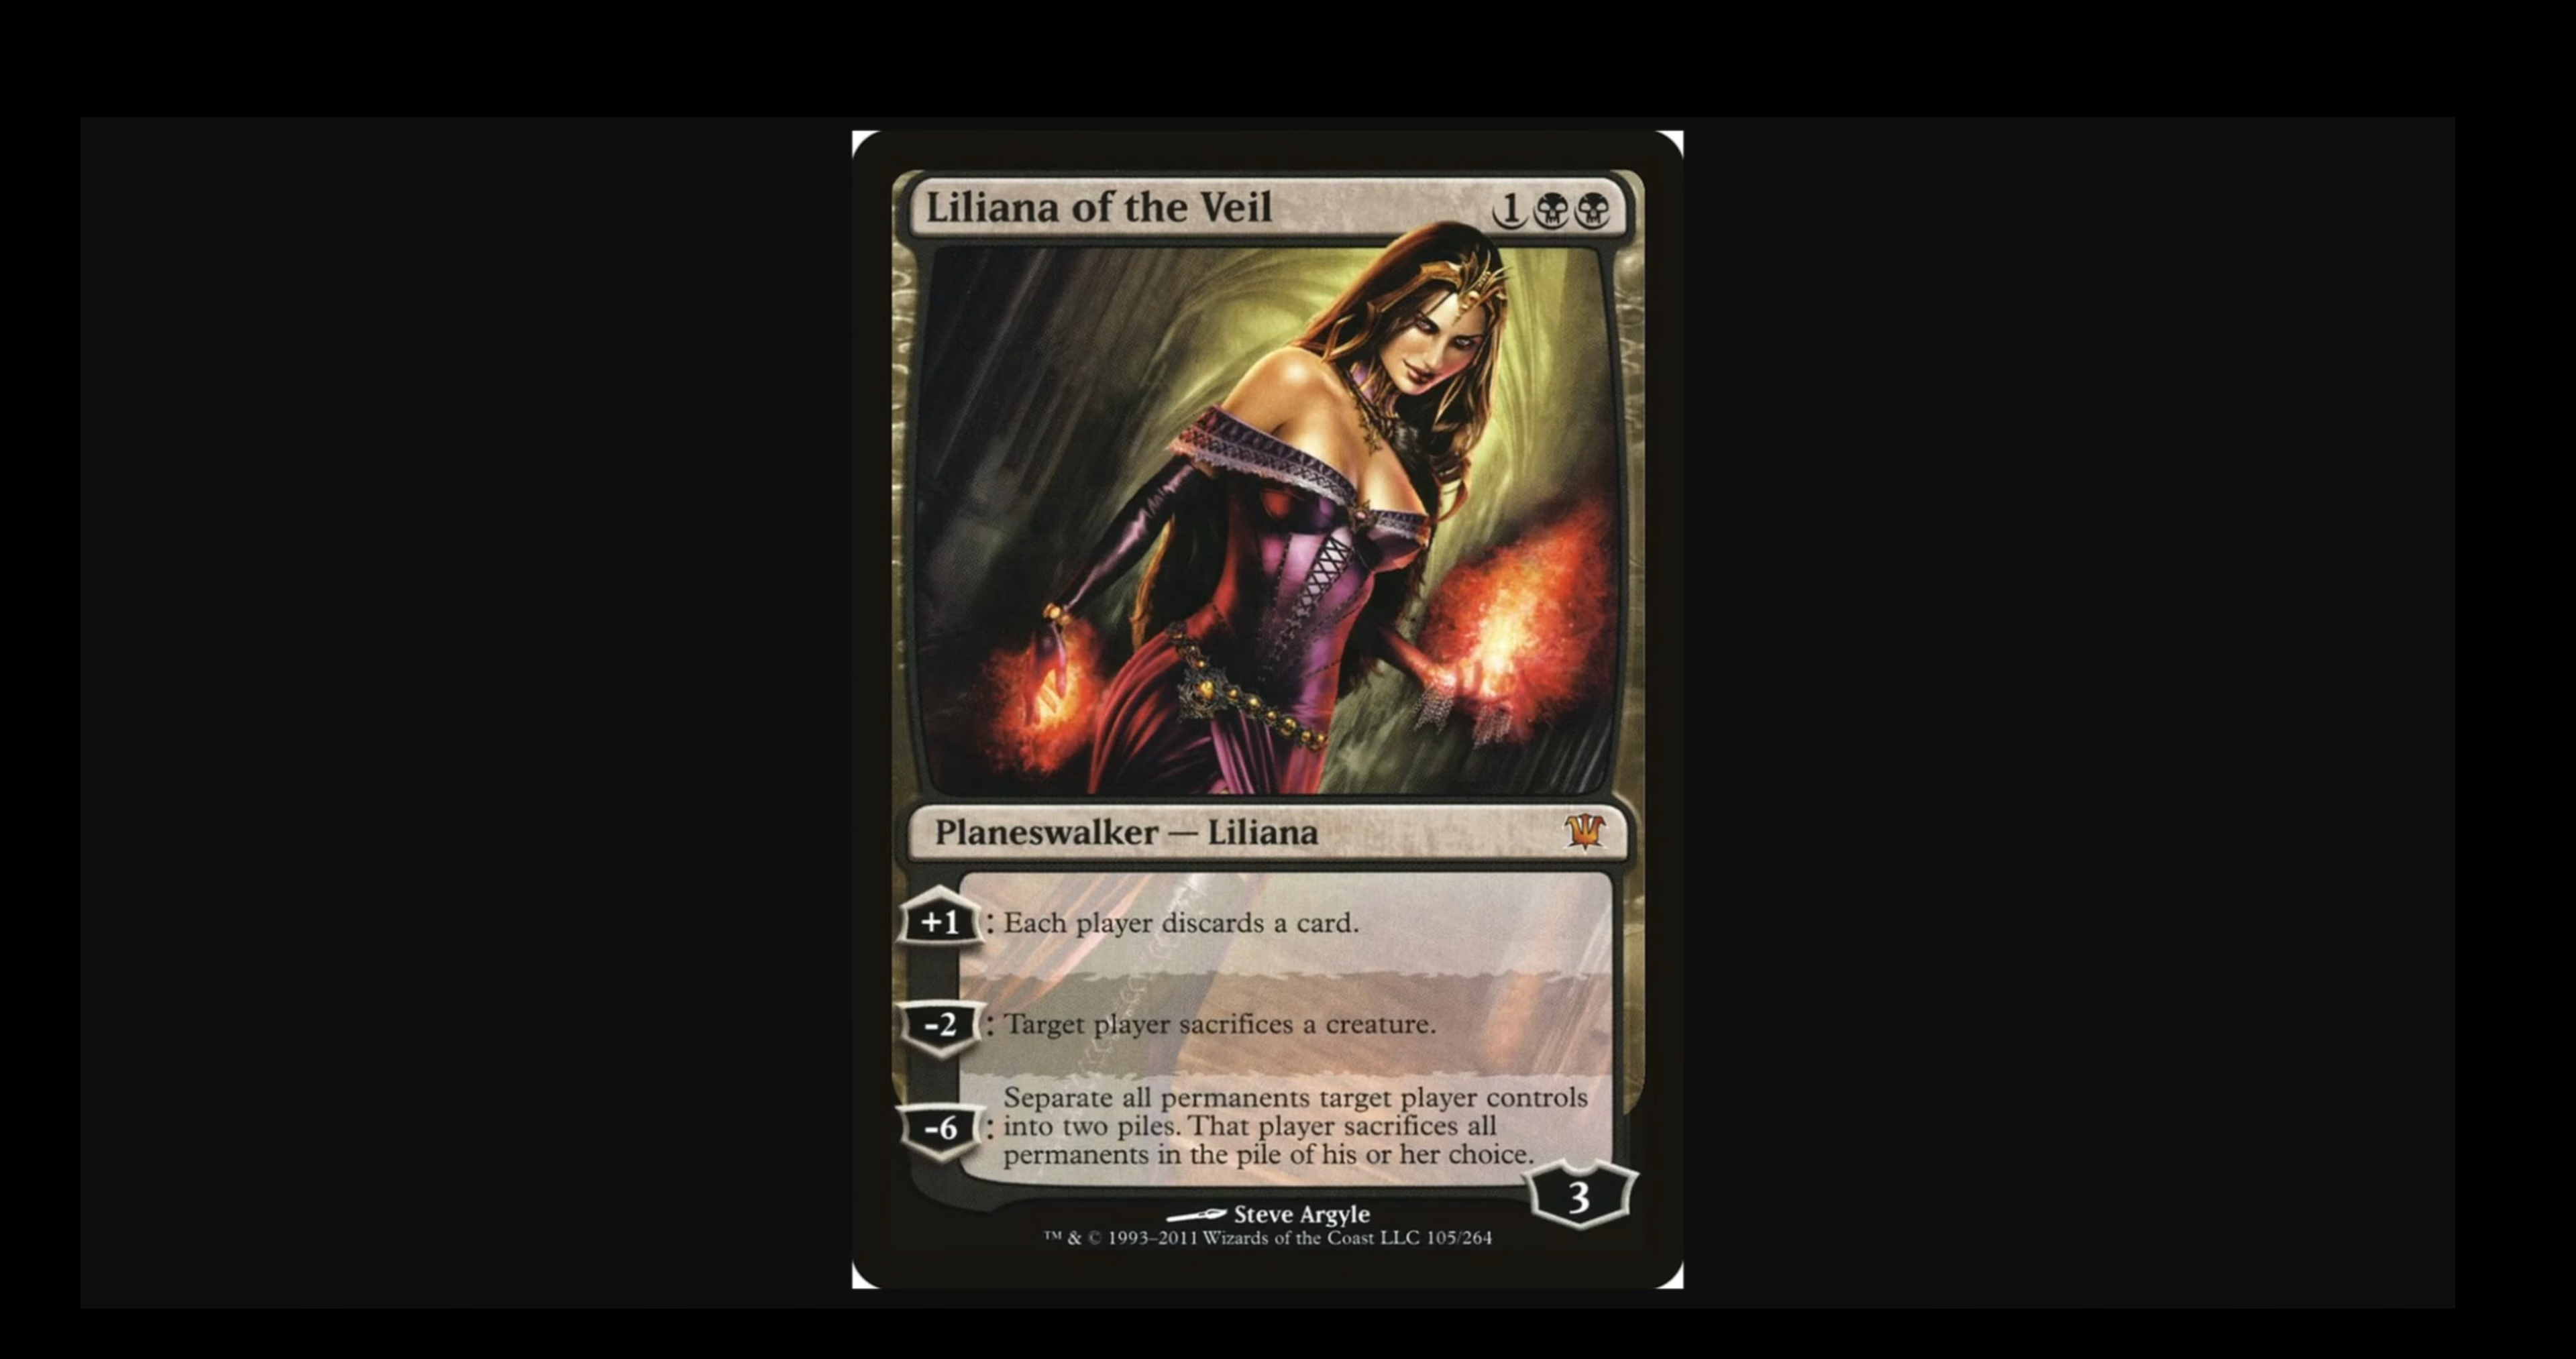 Liliana of the Veil 1
Planeswalker — Liliana
+1: Each player discards a card.
-2: Target player sacrifices a creature.
Separate all permanents target player controls
-6: into two piles. That player sacrifices all
permanents in the pile of his or her choice.
3
Steve Argyle
™ & © 1993–2011 Wizards of the Coast LLC 105/264